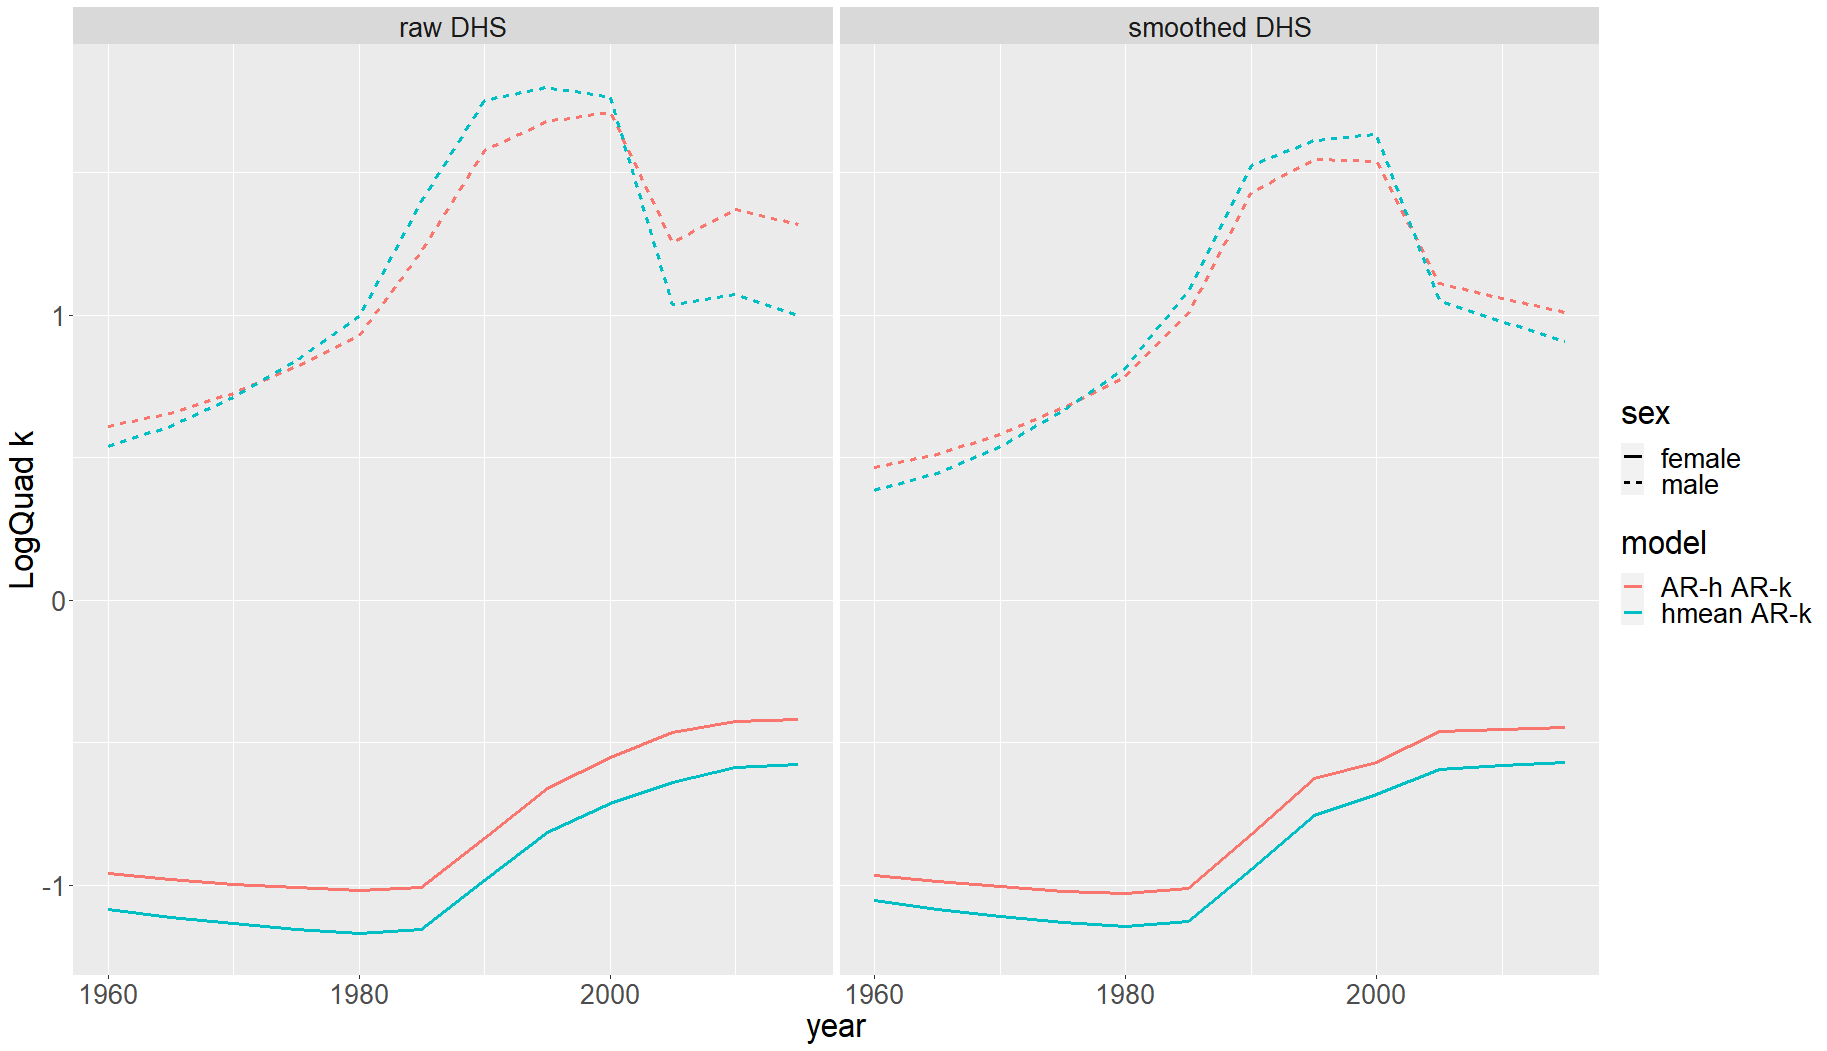 raw DHS
smoothed DHS
LogQuad k
1
0
-1
1960
1980
2000
1960
1980
2000
year
sex
female
male
model
AR-h AR-k
hmean AR-k